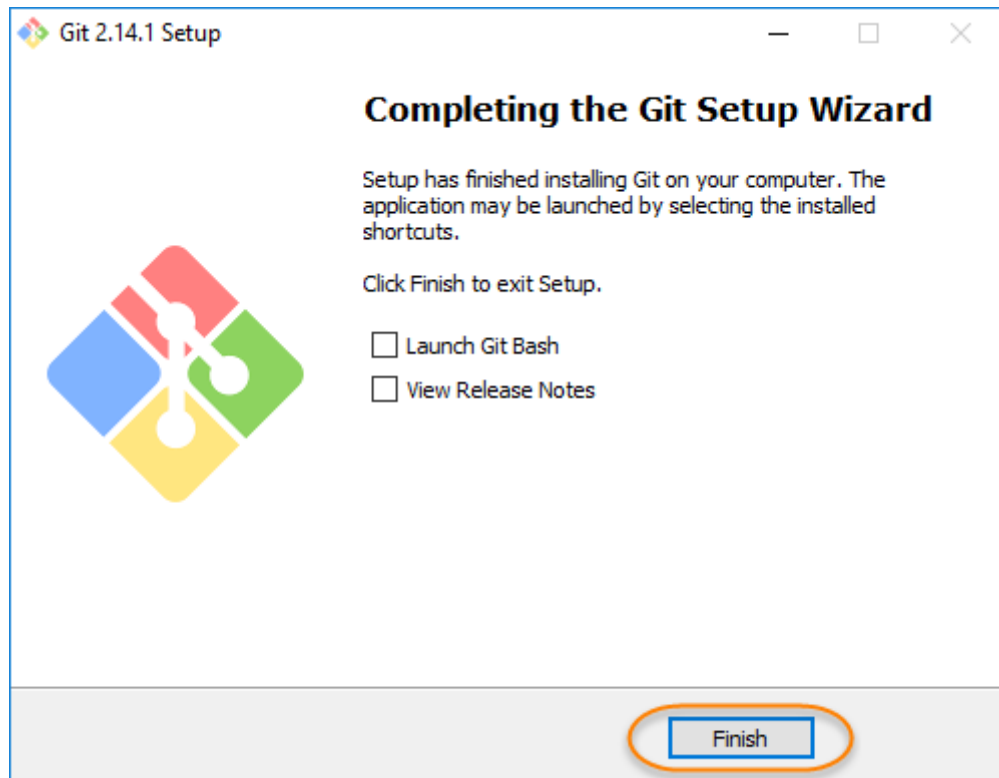 Git 2.14.1 Setup
Completing the Git Setup Wizard
Setup has finished installing Git on your computer. The
application may be launched by selecting the installed
shortcuts.
Click Finish to exit Setup.
Launch Git Bash
View Release Notes
Finish